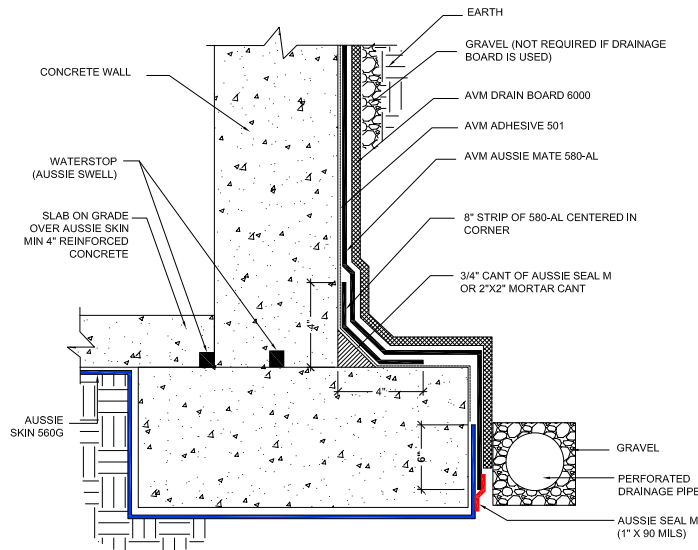 EARTH
GRAVEL (NOT REQUIRED IF DRAINAGE
BOARD IS USED)
CONCRETE WALL
AVM DRAIN BOARD 6000
AVM ADHESIVE 501
AVM AUSSIE MATE 580-AL
WATERSTOP
(AUSSIE SWELL)
SLAB ON GRADE
OVER AUSSIE SKIN
MIN 4" REINFORCED
CONCRETE
8" STRIP OF 580-AL CENTERED IN
CORNER
3/4" CANT OF AUSSIE SEAL M
OR 2"X2" MORTAR CANT
4"
4"
AUSSIE
SKIN 560G
6"
GRAVEL
PERFORATED
DRAINAGE PIPE
AUSSIE SEAL M
(1" X 90 MILS)